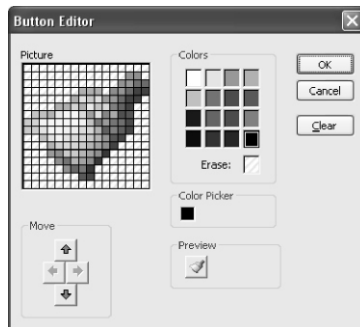 Button Editor
Picture
Colors
OK
Cancel
Clear
Erase:
Color Picker
Move
Preview